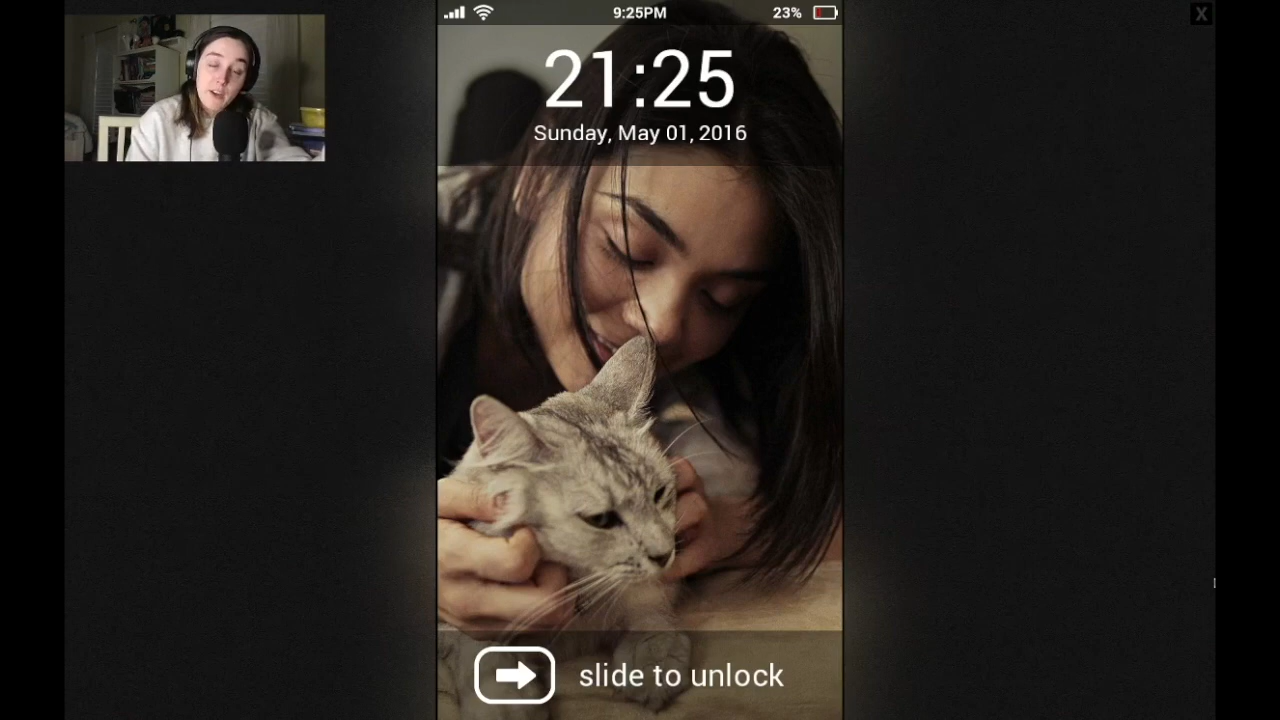 9:25PM
23%
21:25
Sunday, May 01, 2016
slide to unlock
X